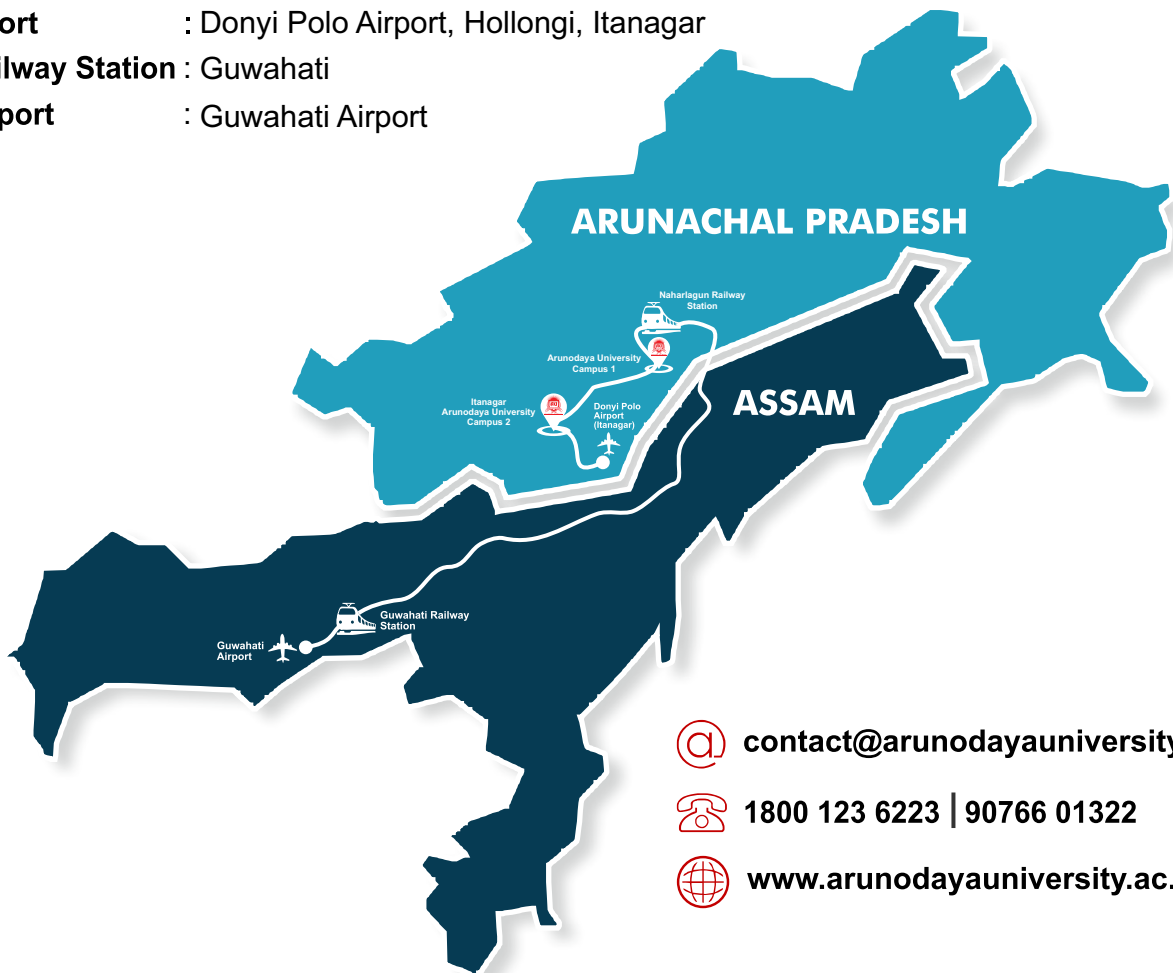 ort : Donyi Polo Airport, Hollongi, Itanagar
ilway Station : Guwahati
port : Guwahati Airport
ARUNACHAL PRADESH
Naharlagun Railway
Station
Arunodaya University
Campus 1
Itanagar
Arunodaya University
Campus 2
Donyi Polo
Airport
(Itanagar)
ASSAM
Guwahati Railway
Station
Guwahati
Airport
contact@arunodayauniversity
1800 123 6223 | 90766 01322
www.arunodayauniversity.ac.